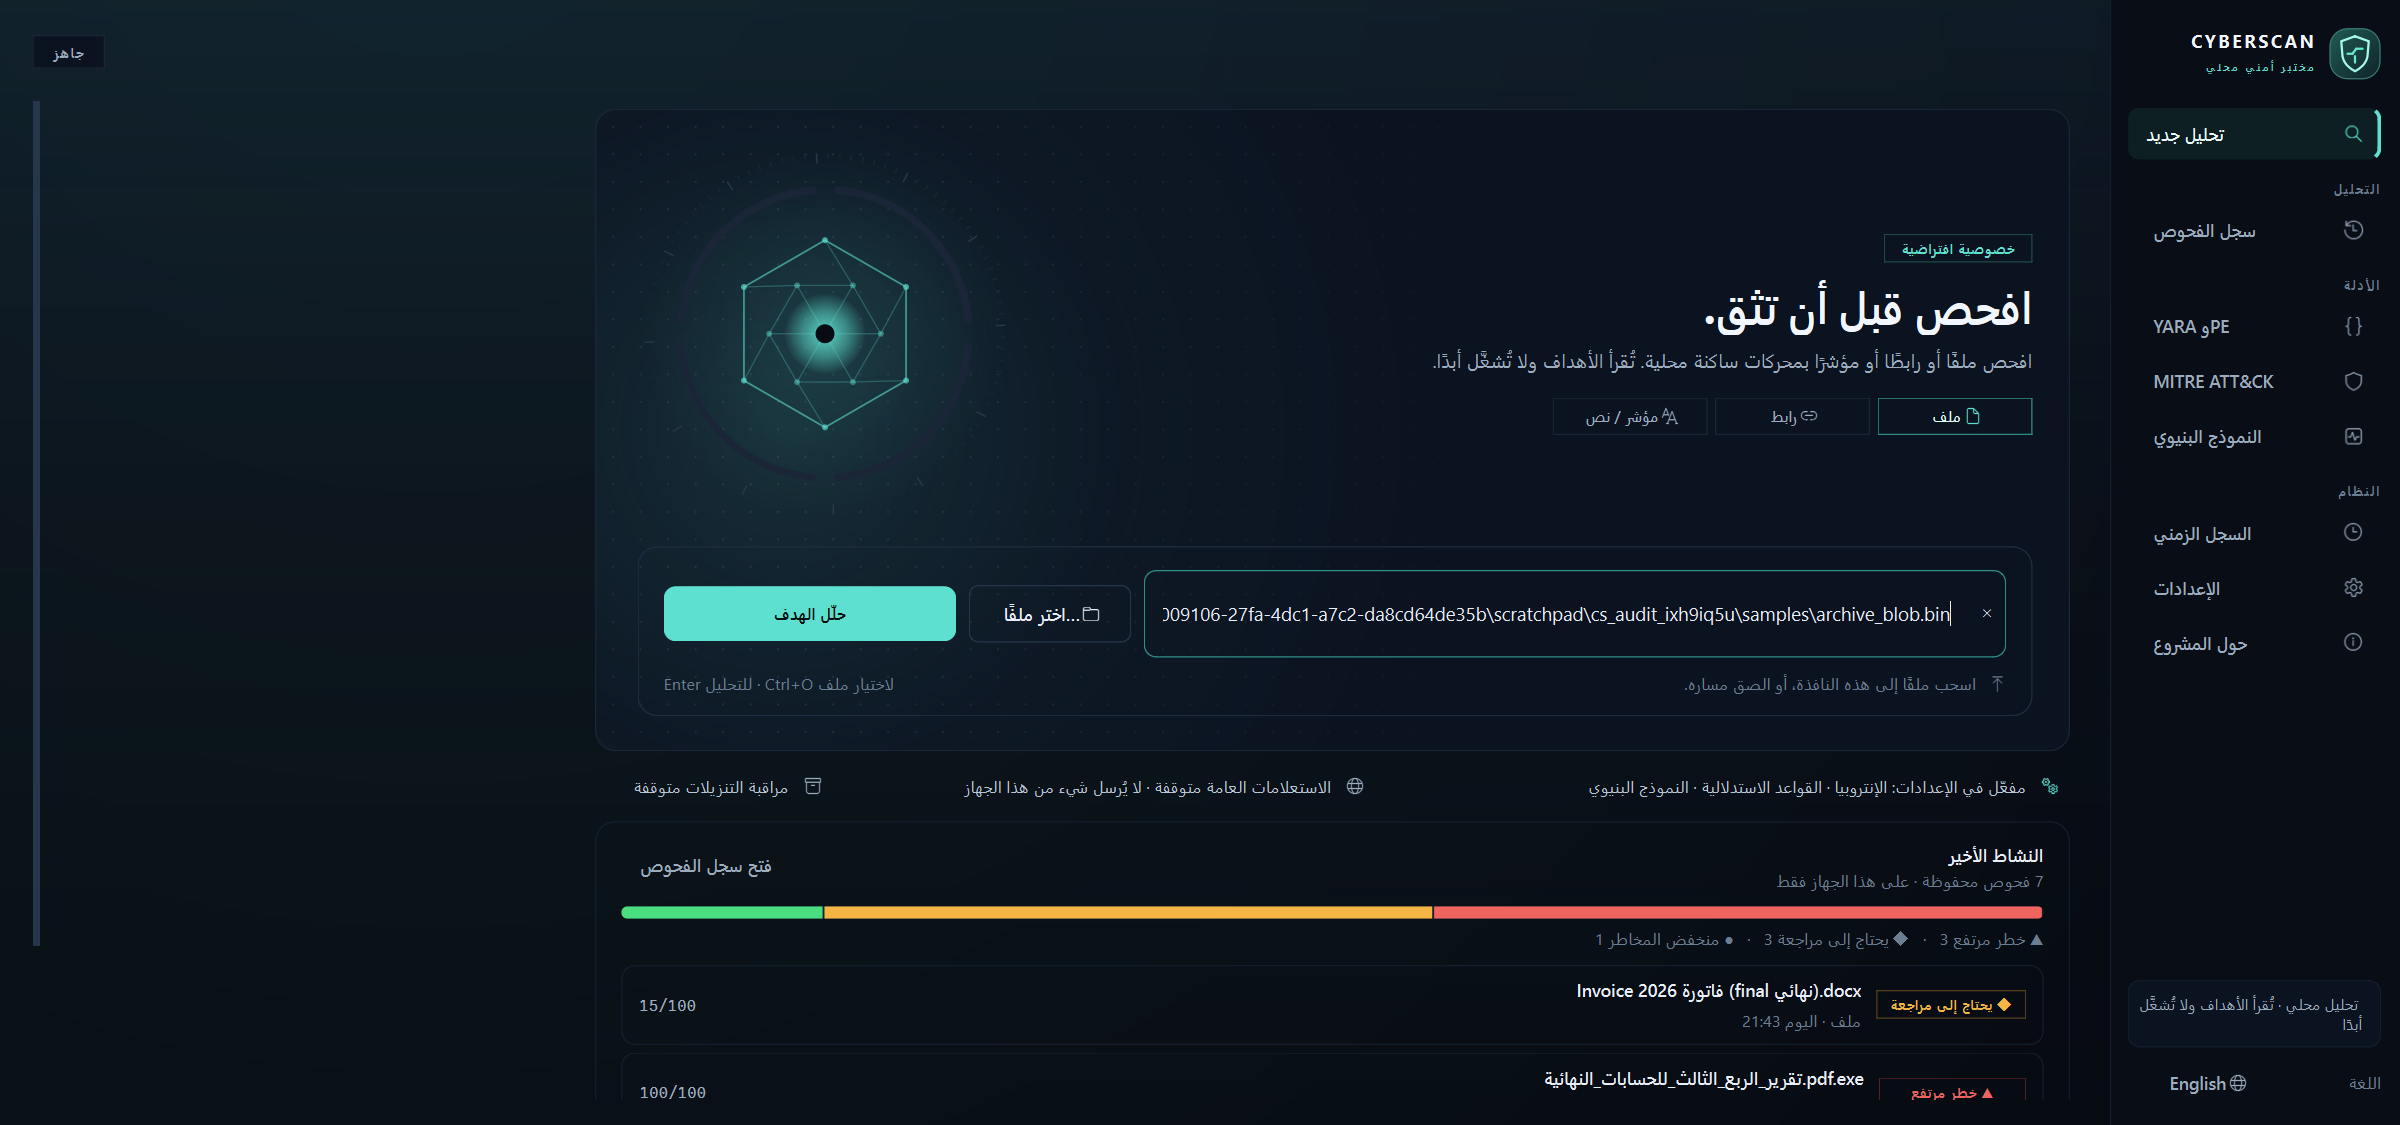 CYBERSCAN
مختبر أمني محلي
جاهز
تحليل جديد
التحليل
سجل الفحوص
الأدلة
YARA وPE
MITRE ATT&CK
النموذج البنيوي
النظام
السجل الزمني
الإعدادات
حول المشروع
تحليل محلي · تُقرأ الأهداف ولا تُشغَّل
أبدًا
اللغة
English
خصوصية افتراضية
افحص قبل أن تثق.
افحص ملفًا أو رابطًا أو مؤشرًا بمحركات ساكنة محلية. تُقرأ الأهداف ولا تُشغَّل أبدًا.
ملف
رابط
مؤشر / نص
009106-27fa-4dc1-a7c2-da8cd64de35b\scratchpad\cs_audit_ixh9iq5u\samples\archive_blob.bin
×
اختر ملفًا...
حلّل الهدف
اسحب ملفًا إلى هذه النافذة، أو الصق مساره.
Enter للتحليل · Ctrl+O لاختيار ملف
مفعّل في الإعدادات: الإنتروبيا · القواعد الاستدلالية · النموذج البنيوي
الاستعلامات العامة متوقفة · لا يُرسل شيء من هذا الجهاز
مراقبة التنزيلات متوقفة
النشاط الأخير
فتح سجل الفحوص
7 فحوص محفوظة · على هذا الجهاز فقط
▲ خطر مرتفع 3 · ◆ يحتاج إلى مراجعة 3 · ● منخفض المخاطر 1
◆ يحتاج إلى مراجعة
Invoice 2026 فاتورة (final نهائي).docx
ملف · اليوم 21:43
15/100
▲ خطر مرتفع
تقرير_الربع_الثالث_للحسابات_النهائية.pdf.exe
100/100